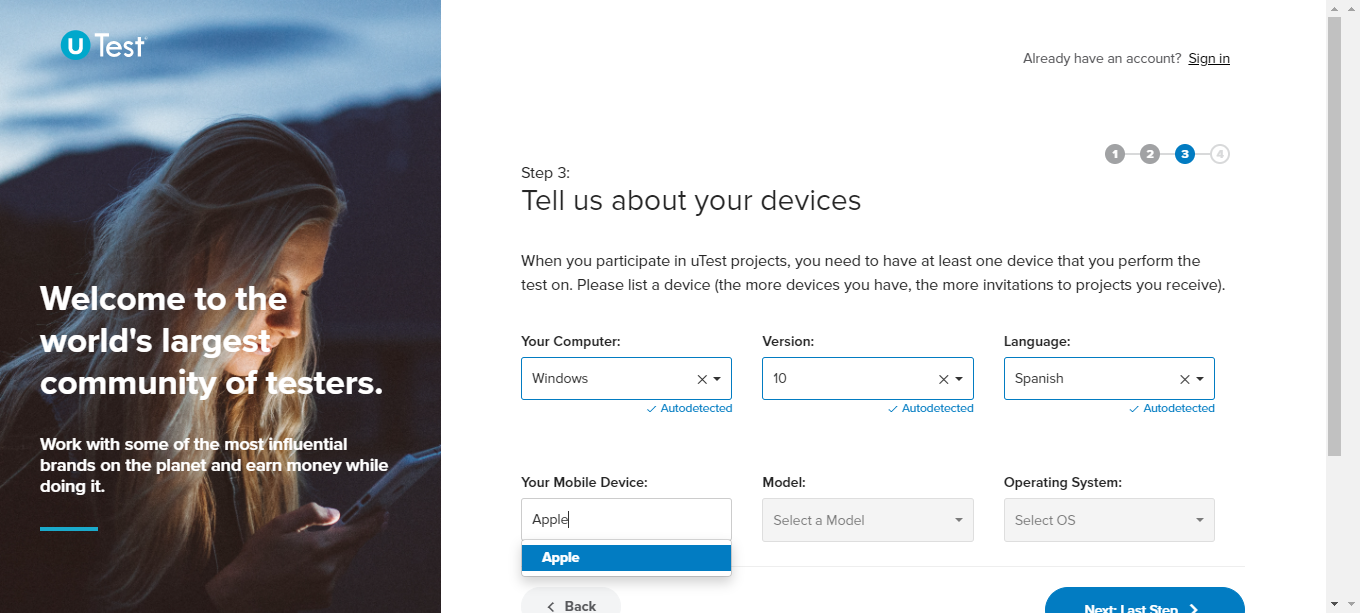 uTest
Already have an account? Sign in
1 2 3 4
Step 3:
Tell us about your devices
When you participate in uTest projects, you need to have at least one device that you perform the
test on. Please list a device (the more devices you have, the more invitations to projects you receive).
Welcome to the
world's largest
community of testers.
Work with some of the most influential
brands on the planet and earn money while
doing it.
Your Computer: Version: Language:
Windows 10 Spanish
Autodetected Autodetected Autodetected
Your Mobile Device: Model: Operating System:
Apple Select a Model Select OS
Apple
Back Next: Last Step